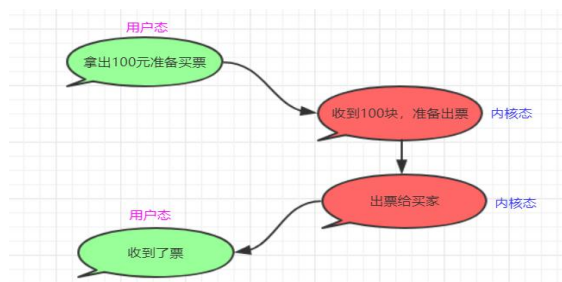 用户态
拿出100元准备买票
收到100块，准备出票
内核态
出票给买家
内核态
用户态
收到了票